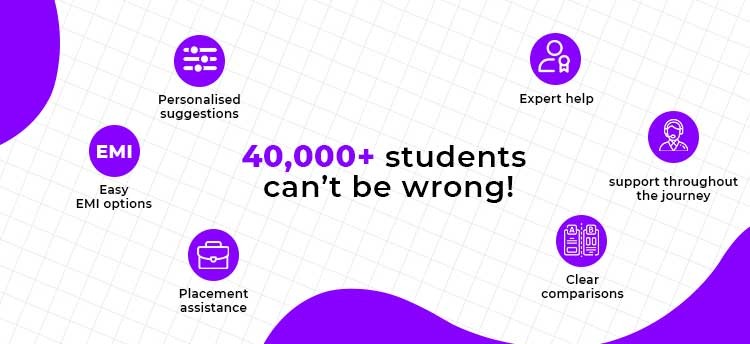 Personalised
suggestions
EMI
Easy
EMI options
Placement
assistance
40,000+ students
can't be wrong!
Expert help
support throughout
the journey
A B
Clear
comparisons